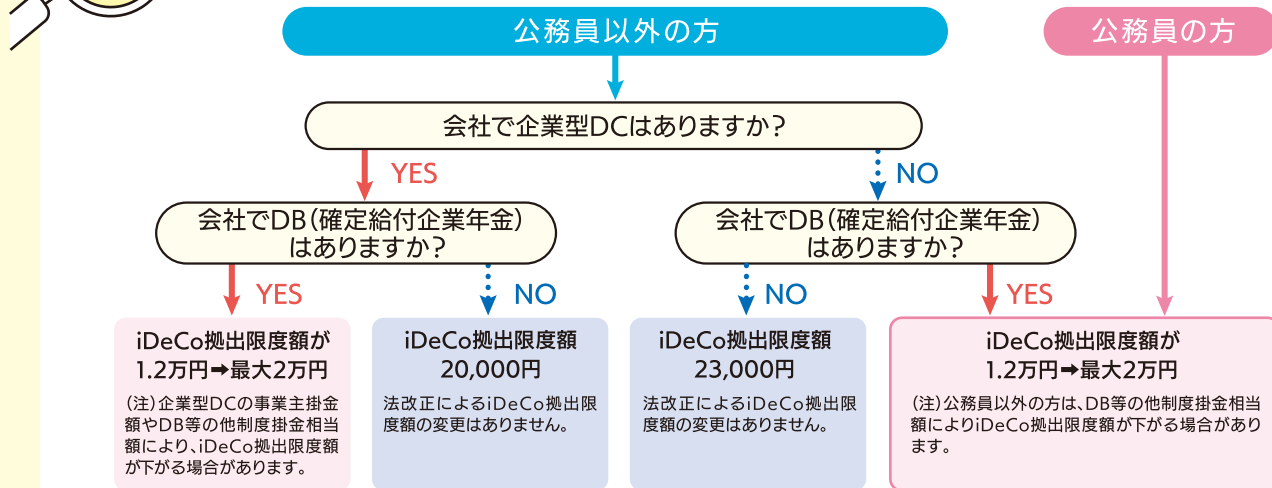 公務員以外の方
公務員の方
会社で企業型DCはありますか？
YES
NO
会社でDB（確定給付企業年金）
はありますか？
会社でDB（確定給付企業年金）
はありますか？
YES
NO
NO
YES
iDeCo拠出限度額が
1.2万円➡最大2万円
（注）企業型DCの事業主掛金
額やDB等の他制度掛金相当
額により、iDeCo拠出限度額
が下がる場合があります。
iDeCo拠出限度額
20,000円
法改正によるiDeCo拠出限
度額の変更はありません。
iDeCo拠出限度額
23,000円
法改正によるiDeCo拠出限
度額の変更はありません。
iDeCo拠出限度額が
1.2万円➡最大2万円
（注）公務員以外の方は、DB等の他制度掛金相当
額によりiDeCo拠出限度額が下がる場合があり
ます。